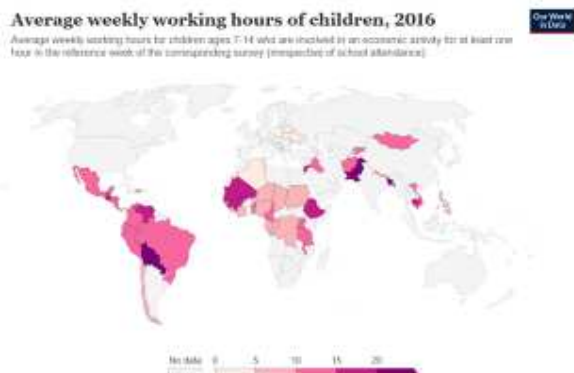 Average weekly working hours of children, 2016
Our World
in Data
Average weekly working hours for children ages 7-14 who are involved in an economic activity for at least one
hour in the reference week of the corresponding survey (irrespective of school attendance)
No data 0 5 10 15 20